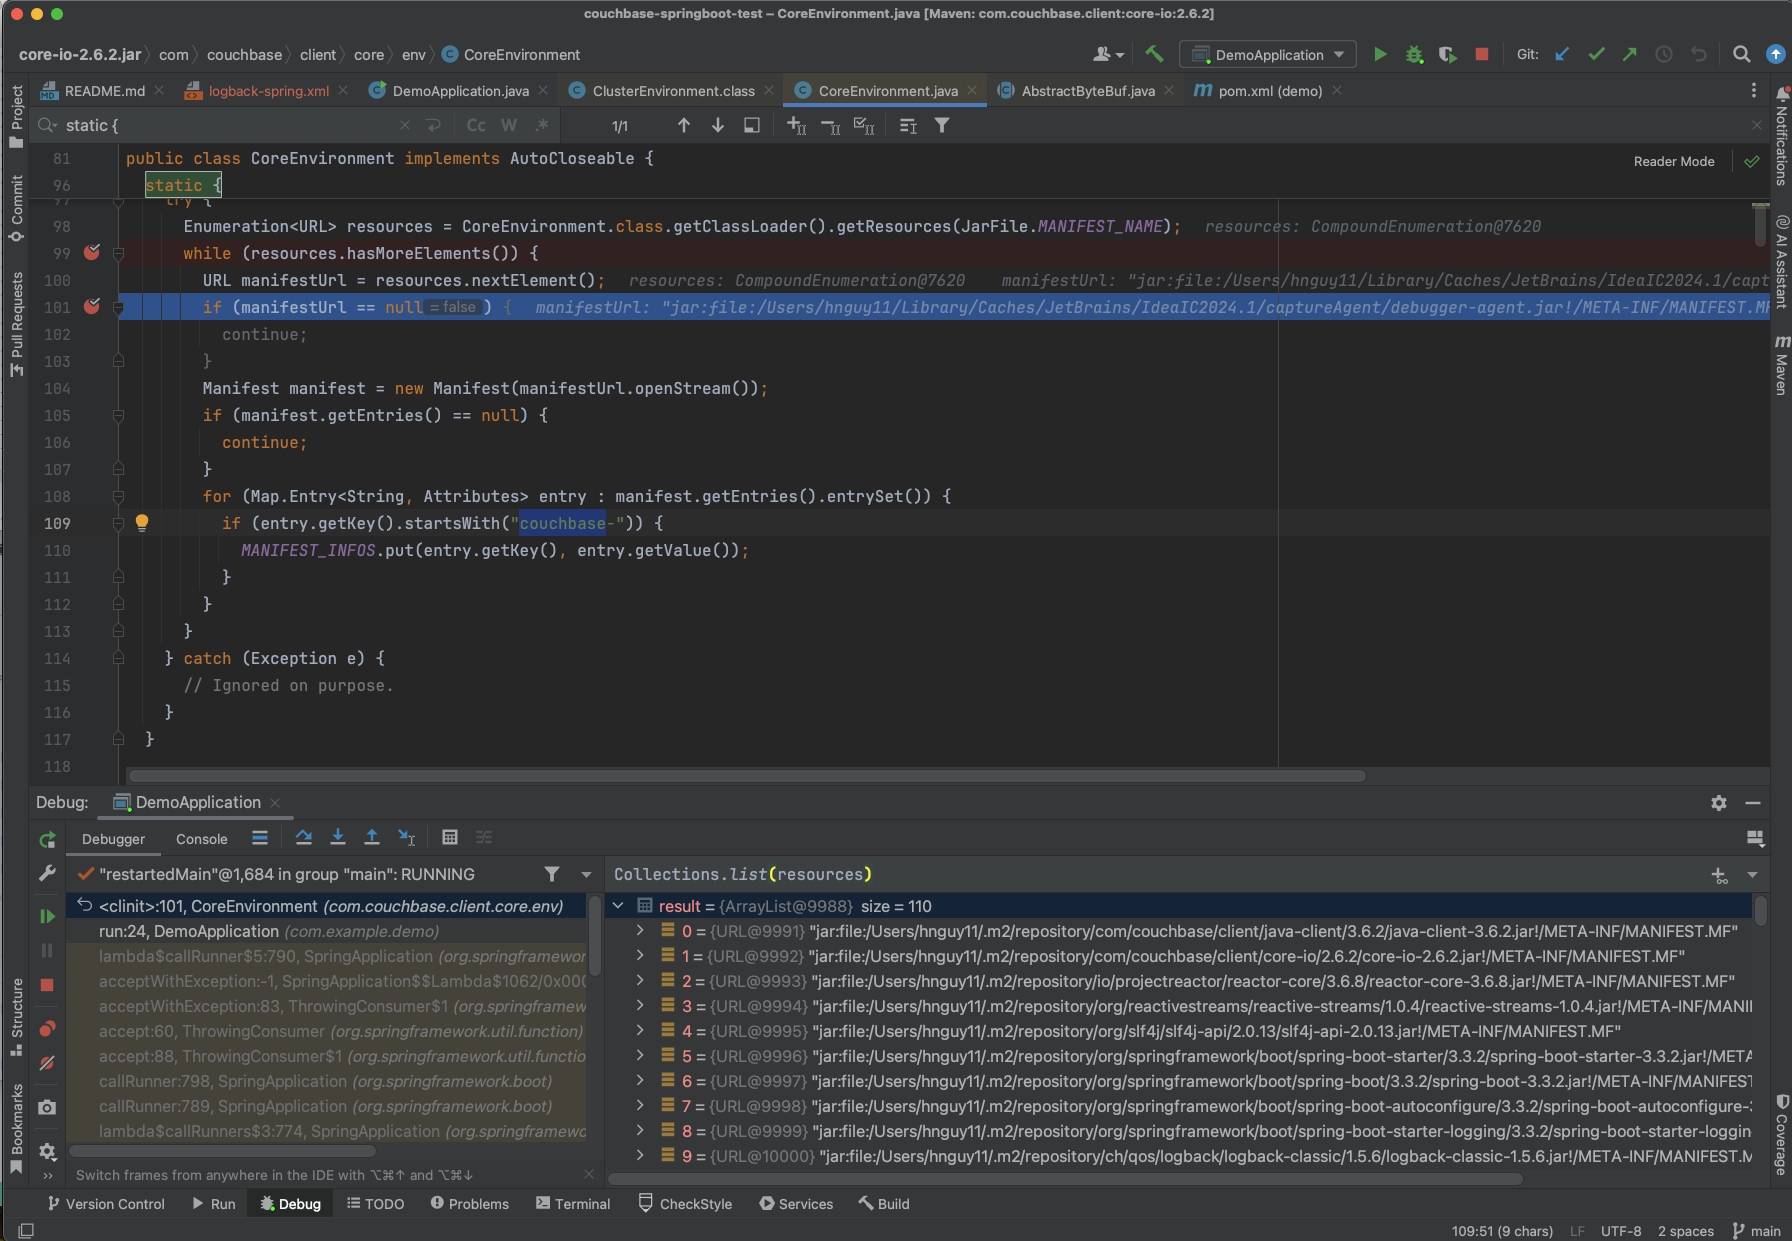 couchbase-springboot-test – CoreEnvironment.java [Maven: com.couchbase.client:core-io:2.6.2]
core-io-2.6.2.jar com couchbase client core env CoreEnvironment
DemoApplication Git:
README.md logback-spring.xml DemoApplication.java ClusterEnvironment.class CoreEnvironment.java AbstractByteBuf.java pom.xml (demo)
static { Cc W .* 1/1
81 public class CoreEnvironment implements AutoCloseable {
Reader Mode
96 static {
97 try {
98 Enumeration<URL> resources = CoreEnvironment.class.getClassLoader().getResources(JarFile.MANIFEST_NAME); resources: CompoundEnumeration@7620
99 while (resources.hasMoreElements()) {
100 URL manifestUrl = resources.nextElement(); resources: CompoundEnumeration@7620 manifestUrl: "jar:file:/Users/hnguy11/Library/Caches/JetBrains/IdeaIC2024.1/capt
101 if (manifestUrl == null = false ) { manifestUrl: "jar:file:/Users/hnguy11/Library/Caches/JetBrains/IdeaIC2024.1/captureAgent/debugger-agent.jar!/META-INF/MANIFEST.MF
102 continue;
103 }
104 Manifest manifest = new Manifest(manifestUrl.openStream());
105 if (manifest.getEntries() == null) {
106 continue;
107 }
108 for (Map.Entry<String, Attributes> entry : manifest.getEntries().entrySet()) {
109 if (entry.getKey().startsWith("couchbase-")) {
110 MANIFEST_INFOS.put(entry.getKey(), entry.getValue());
111 }
112 }
113 }
114 } catch (Exception e) {
115 // Ignored on purpose.
116 }
117 }
118
Project
Commit
Pull Requests
Structure
Bookmarks
Notifications
AI Assistant
Maven
Coverage
Debug: DemoApplication
Debugger Console
"restartedMain"@1,684 in group "main": RUNNING
<clinit>:101, CoreEnvironment (com.couchbase.client.core.env)
run:24, DemoApplication (com.example.demo)
lambda$callRunner$5:790, SpringApplication (org.springframewor
acceptWithException:-1, SpringApplication$$Lambda$1062/0x000
acceptWithException:83, ThrowingConsumer$1 (org.springframew
accept:60, ThrowingConsumer (org.springframework.util.function)
accept:88, ThrowingConsumer$1 (org.springframework.util.functio
callRunner:798, SpringApplication (org.springframework.boot)
callRunner:789, SpringApplication (org.springframework.boot)
lambda$callRunners$3:774, SpringApplication (org.springframewo
Switch frames from anywhere in the IDE with ⌥⌘↑ and ⌥⌘↓
Collections.list(resources)
result = {ArrayList@9988} size = 110
0 = {URL@9991} "jar:file:/Users/hnguy11/.m2/repository/com/couchbase/client/java-client/3.6.2/java-client-3.6.2.jar!/META-INF/MANIFEST.MF"
1 = {URL@9992} "jar:file:/Users/hnguy11/.m2/repository/com/couchbase/client/core-io/2.6.2/core-io-2.6.2.jar!/META-INF/MANIFEST.MF"
2 = {URL@9993} "jar:file:/Users/hnguy11/.m2/repository/io/projectreactor/reactor-core/3.6.8/reactor-core-3.6.8.jar!/META-INF/MANIFEST.MF"
3 = {URL@9994} "jar:file:/Users/hnguy11/.m2/repository/org/reactivestreams/reactive-streams/1.0.4/reactive-streams-1.0.4.jar!/META-INF/MANI
4 = {URL@9995} "jar:file:/Users/hnguy11/.m2/repository/org/slf4j/slf4j-api/2.0.13/slf4j-api-2.0.13.jar!/META-INF/MANIFEST.MF"
5 = {URL@9996} "jar:file:/Users/hnguy11/.m2/repository/org/springframework/boot/spring-boot-starter/3.3.2/spring-boot-starter-3.3.2.jar!/META
6 = {URL@9997} "jar:file:/Users/hnguy11/.m2/repository/org/springframework/boot/spring-boot/3.3.2/spring-boot-3.3.2.jar!/META-INF/MANIFEST
7 = {URL@9998} "jar:file:/Users/hnguy11/.m2/repository/org/springframework/boot/spring-boot-autoconfigure/3.3.2/spring-boot-autoconfigure-3
8 = {URL@9999} "jar:file:/Users/hnguy11/.m2/repository/org/springframework/boot/spring-boot-starter-logging/3.3.2/spring-boot-starter-loggin
9 = {URL@10000} "jar:file:/Users/hnguy11/.m2/repository/ch/qos/logback/logback-classic/1.5.6/logback-classic-1.5.6.jar!/META-INF/MANIFEST.M
Version Control Run Debug TODO Problems Terminal CheckStyle Services Build
109:51 (9 chars) LF UTF-8 2 spaces main